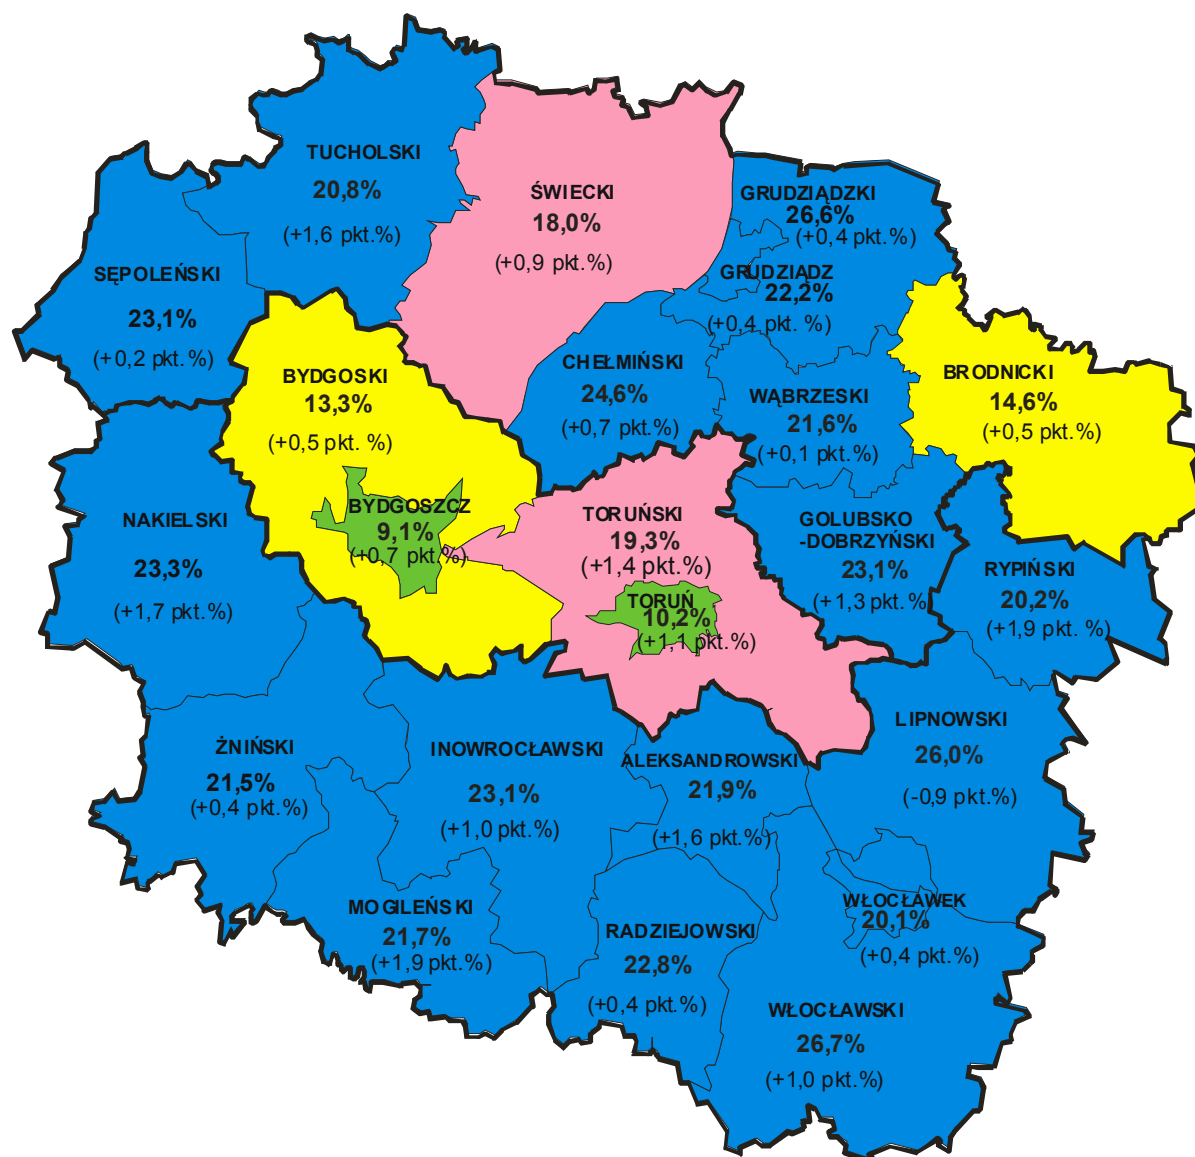 TUCHOLSKI
20,8%
(+1,6 pkt.%)
ŚWIECKI
18,0%
(+0,9 pkt.%)
GRUDZIĄDZKI
26,6%
(+0,4 pkt.%)
GRUDZIĄDZ
22,2%
(+0,4 pkt. %)
SĘPOLEŃSKI
23,1%
(+0,2 pkt. %)
BYDGOSKI
13,3%
(+0,5 pkt. %)
CHEŁMIŃSKI
24,6%
(+0,7 pkt.%)
WĄBRZESKI
21,6%
(+0,1 pkt.%)
BRODNICKI
14,6%
(+0,5 pkt.%)
NAKIELSKI
23,3%
(+1,7 pkt.%)
BYDGOSZCZ
9,1%
(+0,7 pkt.%)
TORUŃSKI
19,3%
(+1,4 pkt.%)
TORUŃ
10,2%
(+1,1 pkt.%)
GOLUBSKO
-DOBRZYŃSKI
23,1%
(+1,3 pkt.%)
RYPIŃSKI
20,2%
(+1,9 pkt. %)
ŻNIŃSKI
21,5%
(+0,4 pkt.%)
INOWROCŁAWSKI
23,1%
(+1,0 pkt.%)
ALEKSANDROWSKI
21,9%
(+1,6 pkt.%)
LIPNOWSKI
26,0%
(-0,9 pkt.%)
MOGILEŃSKI
21,7%
(+1,9 pkt.%)
RADZIEJOWSKI
22,8%
(+0,4 pkt.%)
WŁOCŁAWEK
20,1%
(+0,4 pkt.%)
WŁOCŁAWSKI
26,7%
(+1,0 pkt.%)